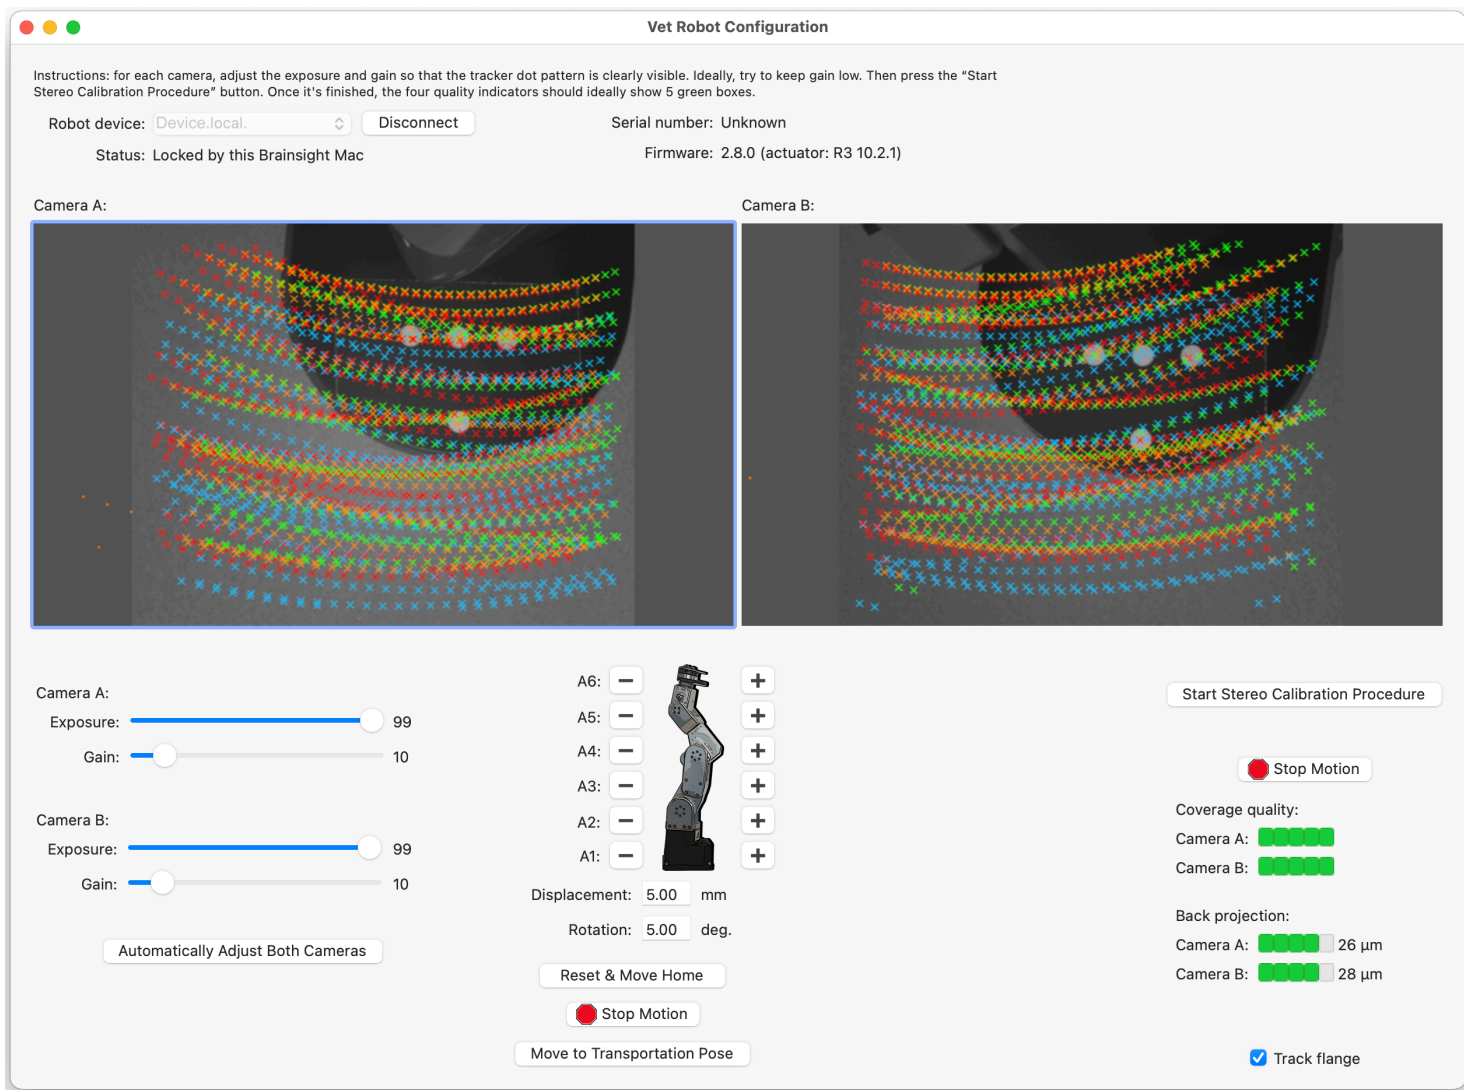 Vet Robot Configuration
Instructions: for each camera, adjust the exposure and gain so that the tracker dot pattern is clearly visible. Ideally, try to keep gain low. Then press the “Start
Stereo Calibration Procedure” button. Once it's finished, the four quality indicators should ideally show 5 green boxes.
Robot device: Device.local. Disconnect
Serial number: Unknown
Status: Locked by this Brainsight Mac
Firmware: 2.8.0 (actuator: R3 10.2.1)
Camera A:
Camera B:
Camera A:
Exposure: 99
Gain: 10
Camera B:
Exposure: 99
Gain: 10
Automatically Adjust Both Cameras
A6: − +
A5: − +
A4: − +
A3: − +
A2: − +
A1: − +
Displacement: 5.00 mm
Rotation: 5.00 deg.
Reset & Move Home
Stop Motion
Move to Transportation Pose
Start Stereo Calibration Procedure
Stop Motion
Coverage quality:
Camera A:
Camera B:
Back projection:
Camera A: 26 µm
Camera B: 28 µm
Track flange